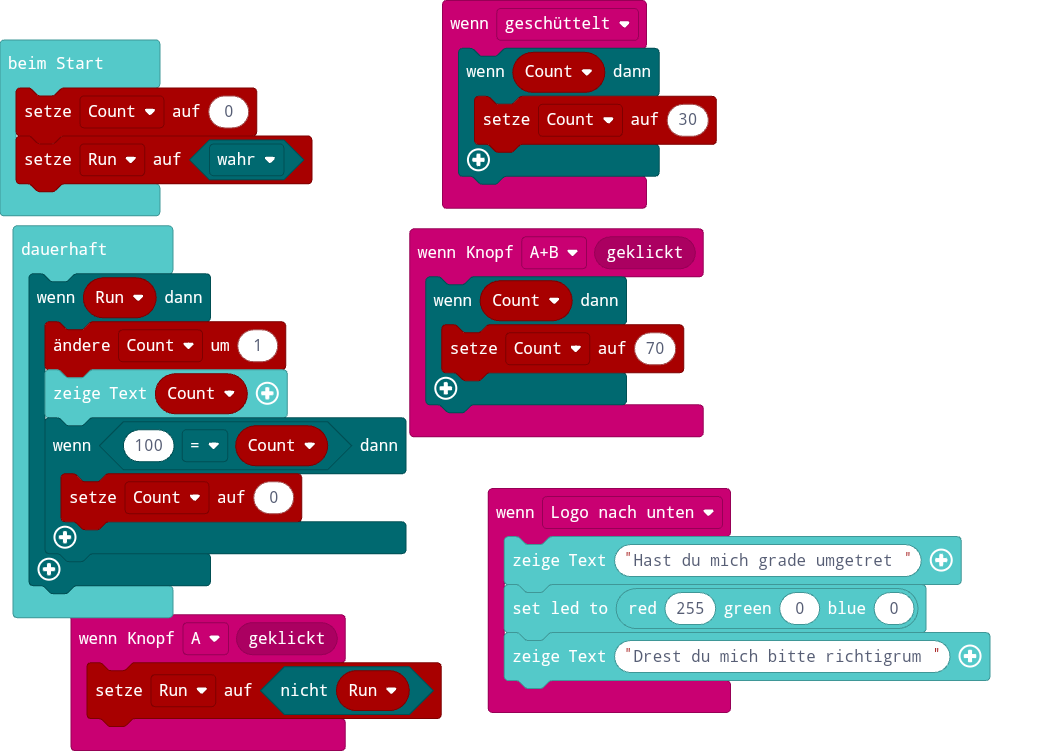 beim Start
setze Count auf 0
setze Run auf wahr
wenn geschüttelt
wenn Count dann
setze Count auf 30
dauerhaft
wenn Run dann
ändere Count um 1
zeige Text Count
wenn 100 = Count dann
setze Count auf 0
wenn Knopf A+B geklickt
wenn Count dann
setze Count auf 70
wenn Knopf A geklickt
setze Run auf nicht Run
wenn Logo nach unten
zeige Text "Hast du mich grade umgetret "
set led to red 255 green 0 blue 0
zeige Text "Drest du mich bitte richtigrum "